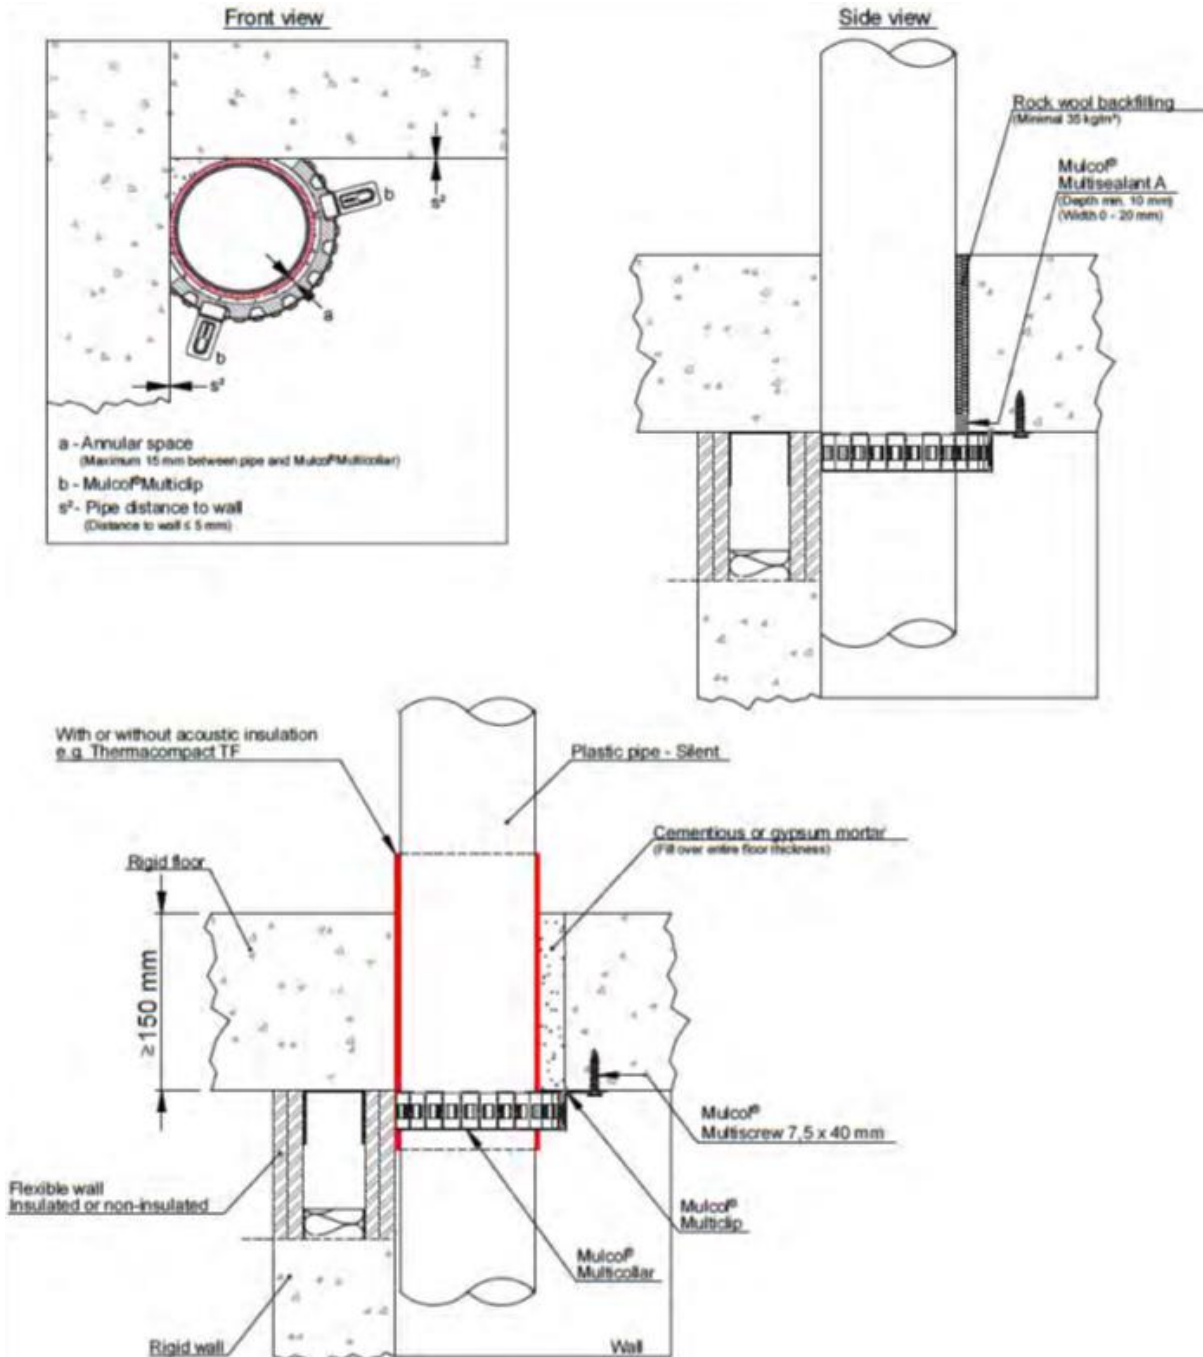 Front view
b
s²
a
b
s²
a - Annular space
(Maximum 15 mm between pipe and Mulcol® Multicollar)
b - Mulcol® Multiclip
s² - Pipe distance to wall
(Distance to wall ≤ 5 mm)
Side view
Rock wool backfilling
(Minimal 35 kg/m³)
Mulcol®
Multisealant A
(Depth min. 10 mm)
(Width 0 - 20 mm)
With or without acoustic insulation
e.g. Thermacompact TF
Plastic pipe - Silent
Cementious or gypsum mortar
(Fill over entire floor thickness)
Rigid floor
≥150 mm
Mulcol®
Multiscrew 7,5 x 40 mm
Flexible wall
Insulated or non-insulated
Mulcol®
Multiclip
Mulcol®
Multicollar
Rigid wall
Wall